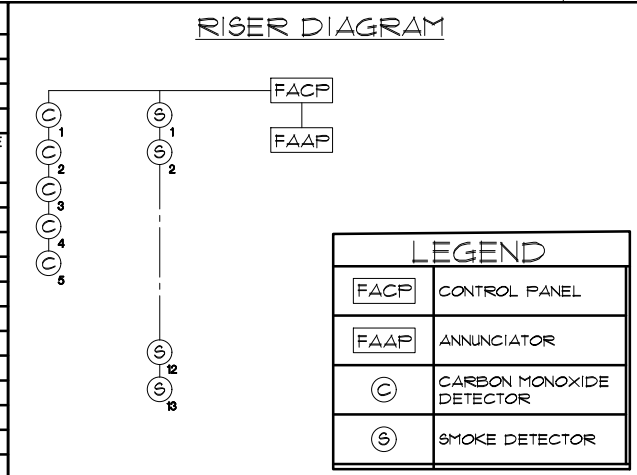 RISER DIAGRAM
FACP
FAAP
C
1
C
2
C
3
C
4
C
5
S
1
S
2
S
12
S
13
LEGEND
FACP CONTROL PANEL
FAAP ANNUNCIATOR
C CARBON MONOXIDE
DETECTOR
S SMOKE DETECTOR